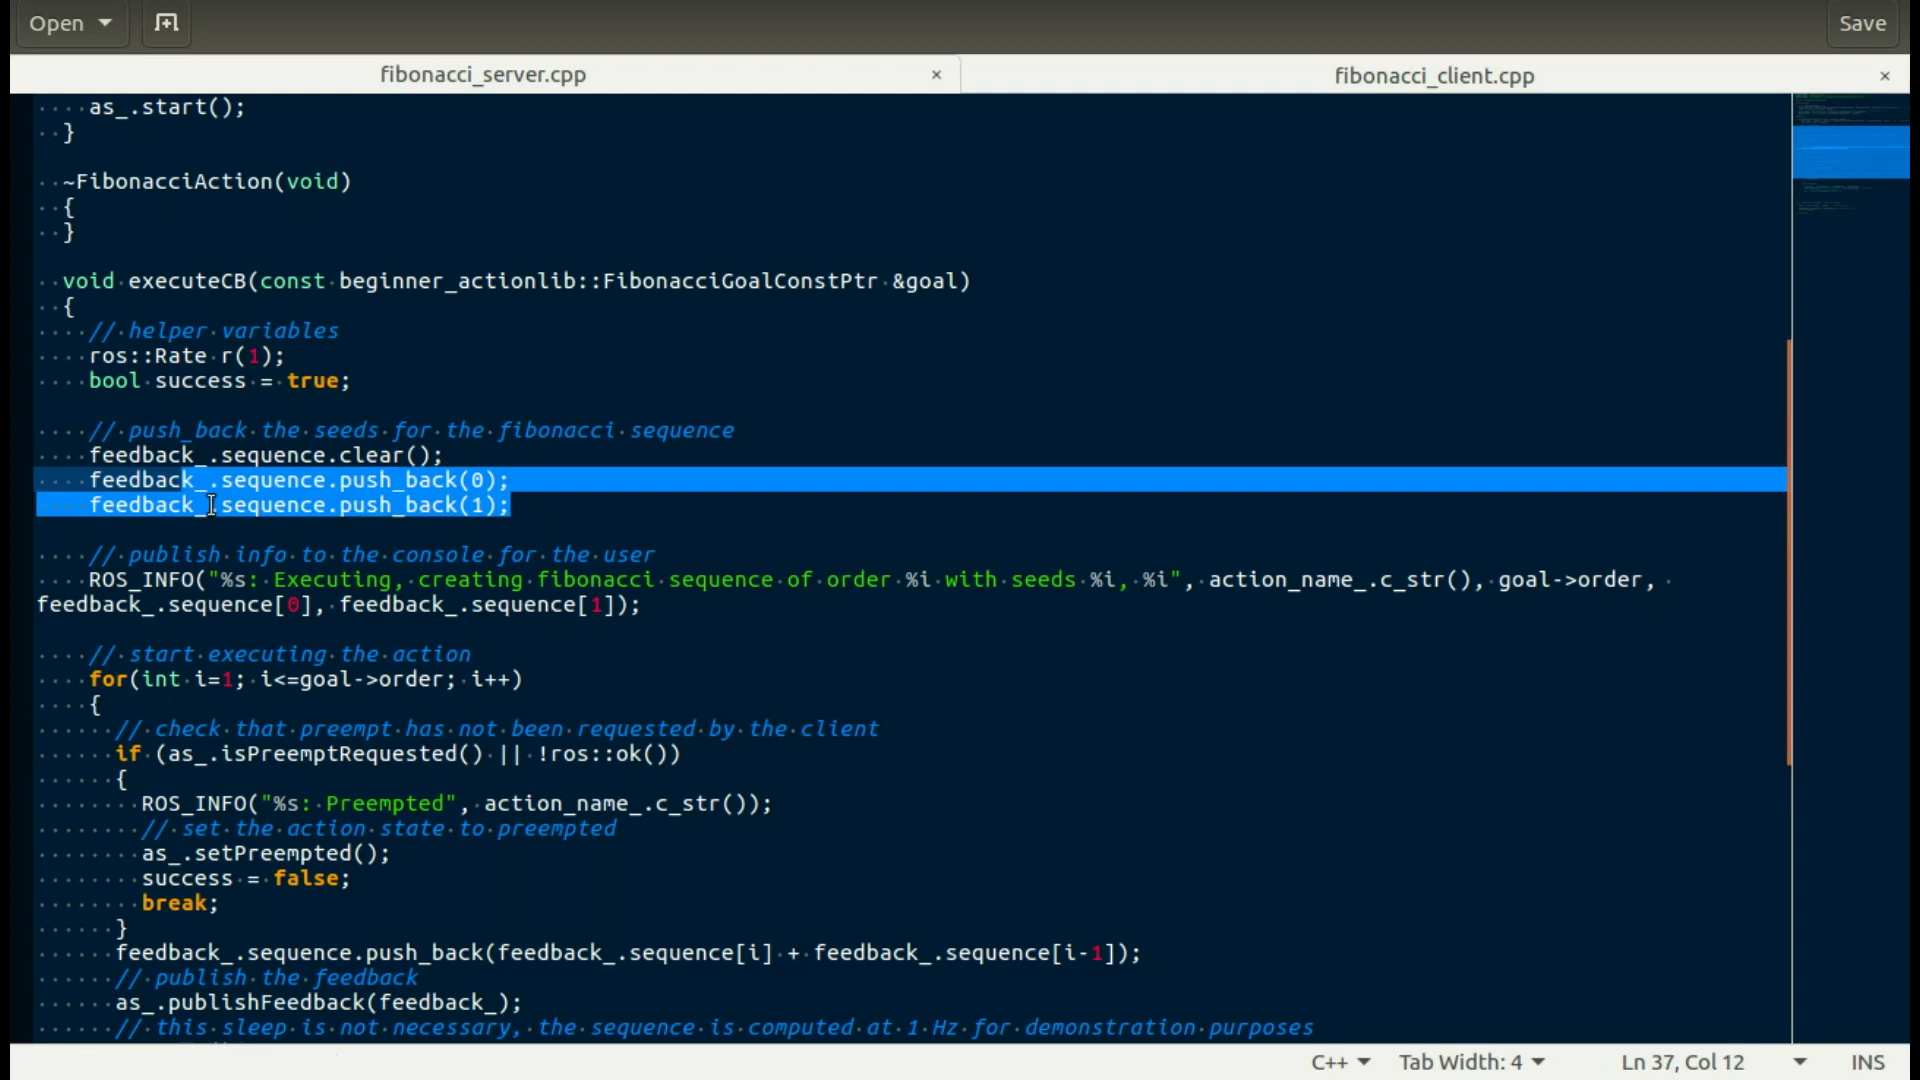 Open
Save
fibonacci_server.cpp ×
fibonacci_client.cpp ×
as_.start();
}
~FibonacciAction(void)
{
}
void executeCB(const beginner_actionlib::FibonacciGoalConstPtr &goal)
{
// helper variables
ros::Rate r(1);
bool success = true;
// push_back the seeds for the fibonacci sequence
feedback_.sequence.clear();
feedback_.sequence.push_back(0);
feedback_.sequence.push_back(1);
// publish info to the console for the user
ROS_INFO("%s: Executing, creating fibonacci sequence of order %i with seeds %i, %i", action_name_.c_str(), goal->order,
feedback_.sequence[0], feedback_.sequence[1]);
// start executing the action
for(int i=1; i<=goal->order; i++)
{
// check that preempt has not been requested by the client
if (as_.isPreemptRequested() || !ros::ok())
{
ROS_INFO("%s: Preempted", action_name_.c_str());
// set the action state to preempted
as_.setPreempted();
success = false;
break;
}
feedback_.sequence.push_back(feedback_.sequence[i] + feedback_.sequence[i-1]);
// publish the feedback
as_.publishFeedback(feedback_);
// this sleep is not necessary, the sequence is computed at 1 Hz for demonstration purposes
C++ Tab Width: 4 Ln 37, Col 12 INS